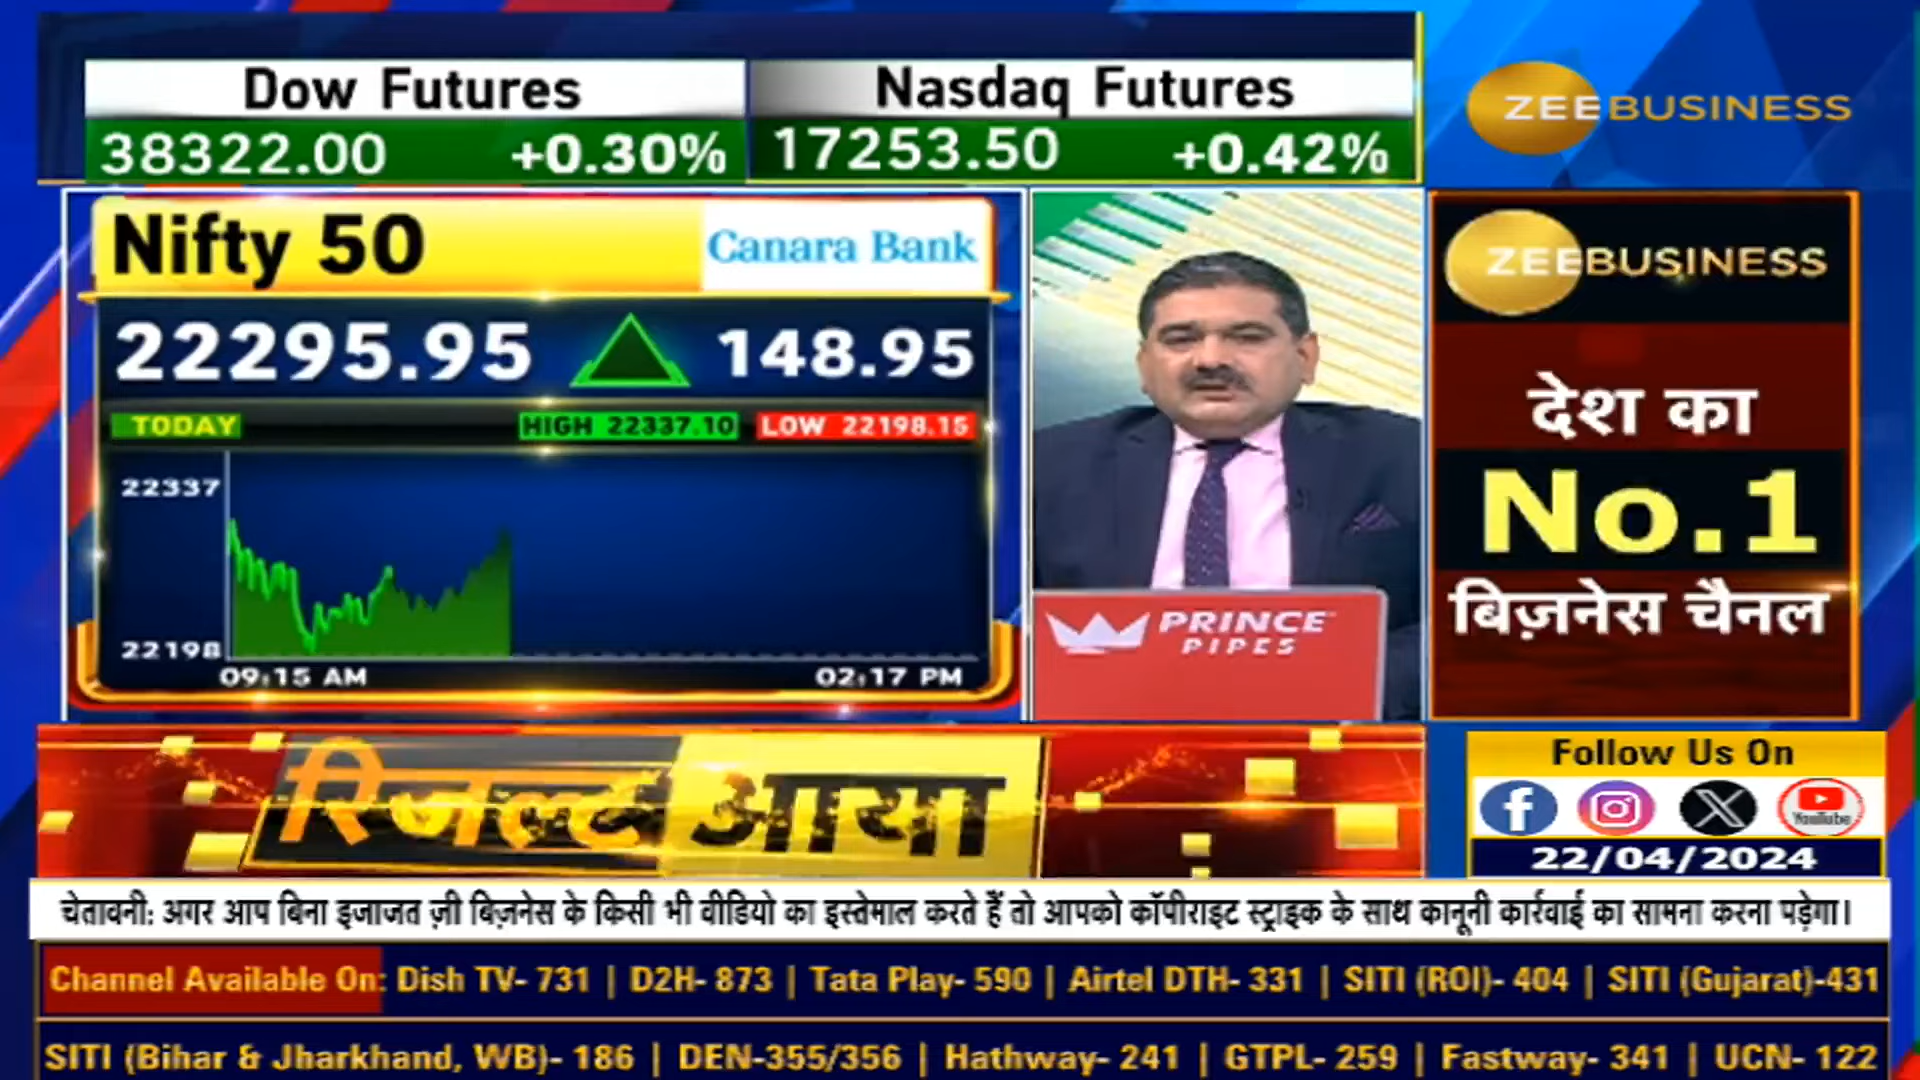 Dow Futures
38322.00 +0.30%
Nasdaq Futures
17253.50 +0.42%
ZEEBUSINESS
Nifty 50
Canara Bank
22295.95 148.95
TODAY HIGH 22337.10 LOW 22198.15
22337
22198
09:15 AM 02:17 PM
PRINCE
PIPES
ZEEBUSINESS
देश का
No.1
बिज़नेस चैनल
रिजल्ट आया
Follow Us On
YouTube
22/04/2024
चेतावनी: अगर आप बिना इजाजत ज़ी बिज़नेस के किसी भी वीडियो का इस्तेमाल करते हैं तो आपको कॉपीराइट स्ट्राइक के साथ कानूनी कार्रवाई का सामना करना पड़ेगा।
Channel Available On: Dish TV- 731 | D2H- 873 | Tata Play- 590 | Airtel DTH- 331 | SITI (ROI)- 404 | SITI (Gujarat)-431
SITI (Bihar & Jharkhand, WB)- 186 | DEN-355/356 | Hathway- 241 | GTPL- 259 | Fastway- 341 | UCN- 122